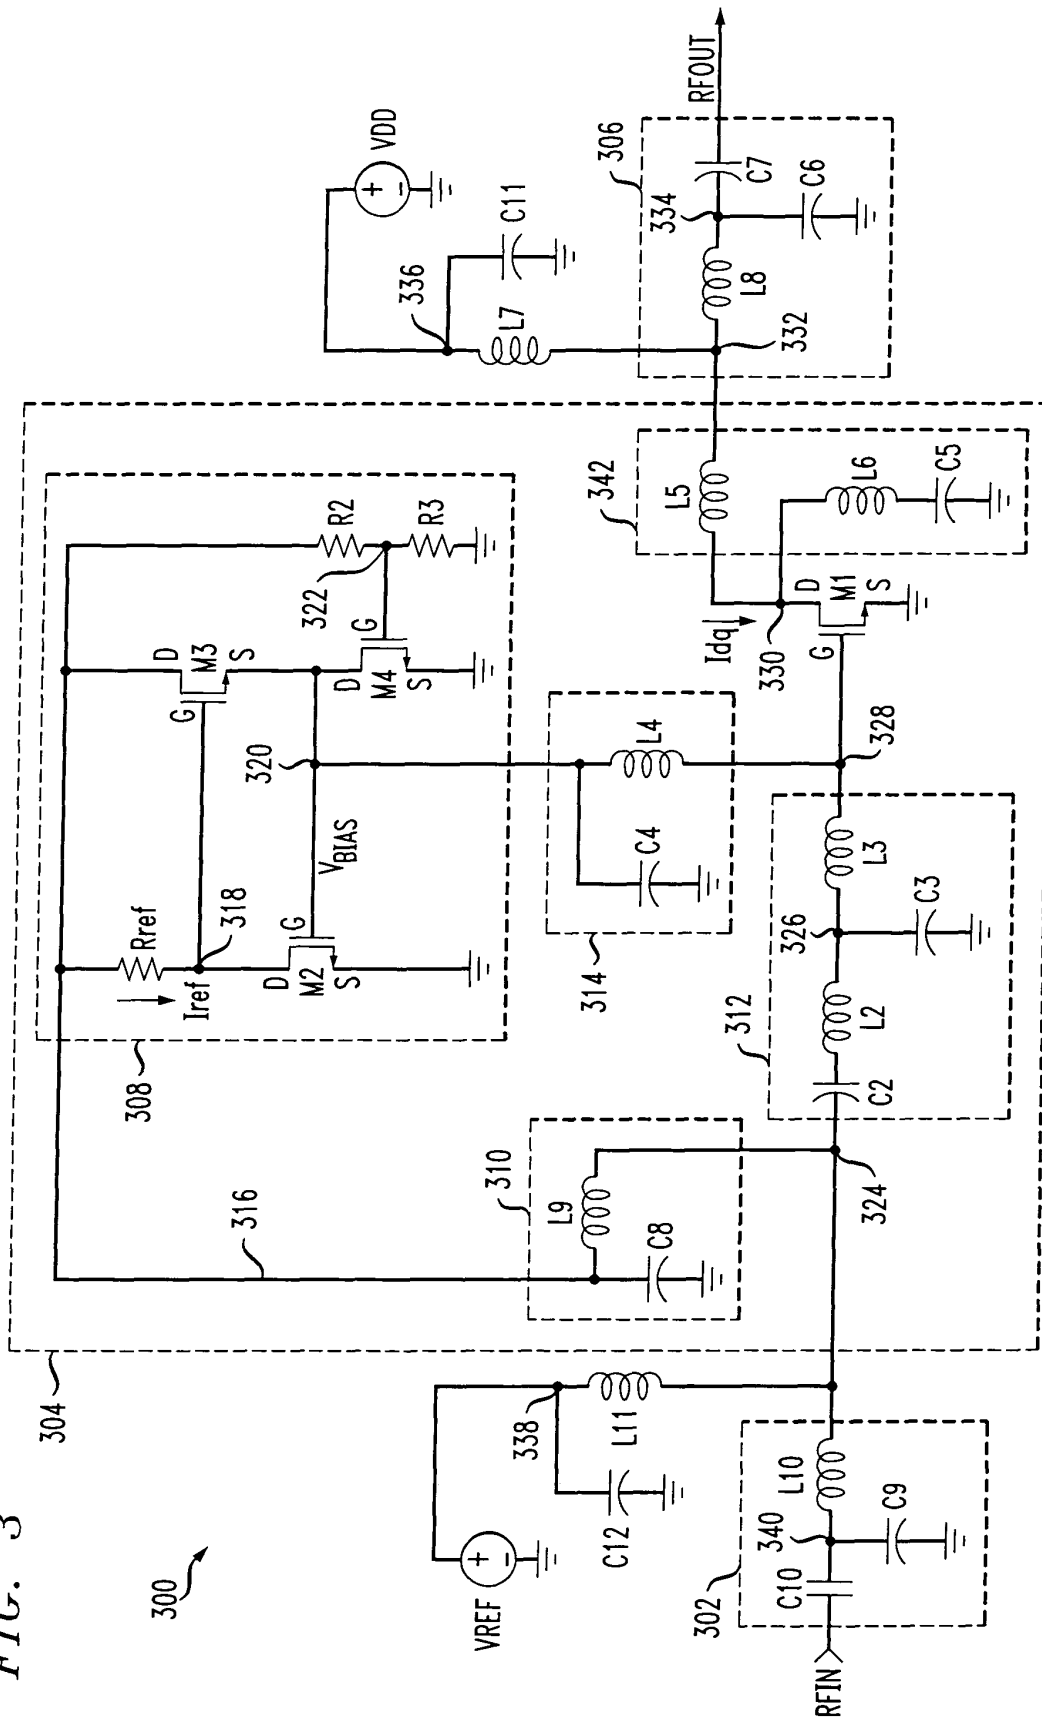 FIG. 3
300
304
308
316
Iref
Rref
318
D
M2
G
S
VBIAS
320
G
D
M3
S
D
G
M4
S
322
R2
R3
310
L9
C8
314
C4
L4
312
C2
L2
326
L3
C3
324
328
Idq
330
G
D
M1
S
342
L5
L6
C5
336
VDD
+
-
C11
L7
306
332
L8
334
C7
C6
RFOUT
VREF
+
-
338
C12
L11
302
340
C10
L10
C9
RFIN